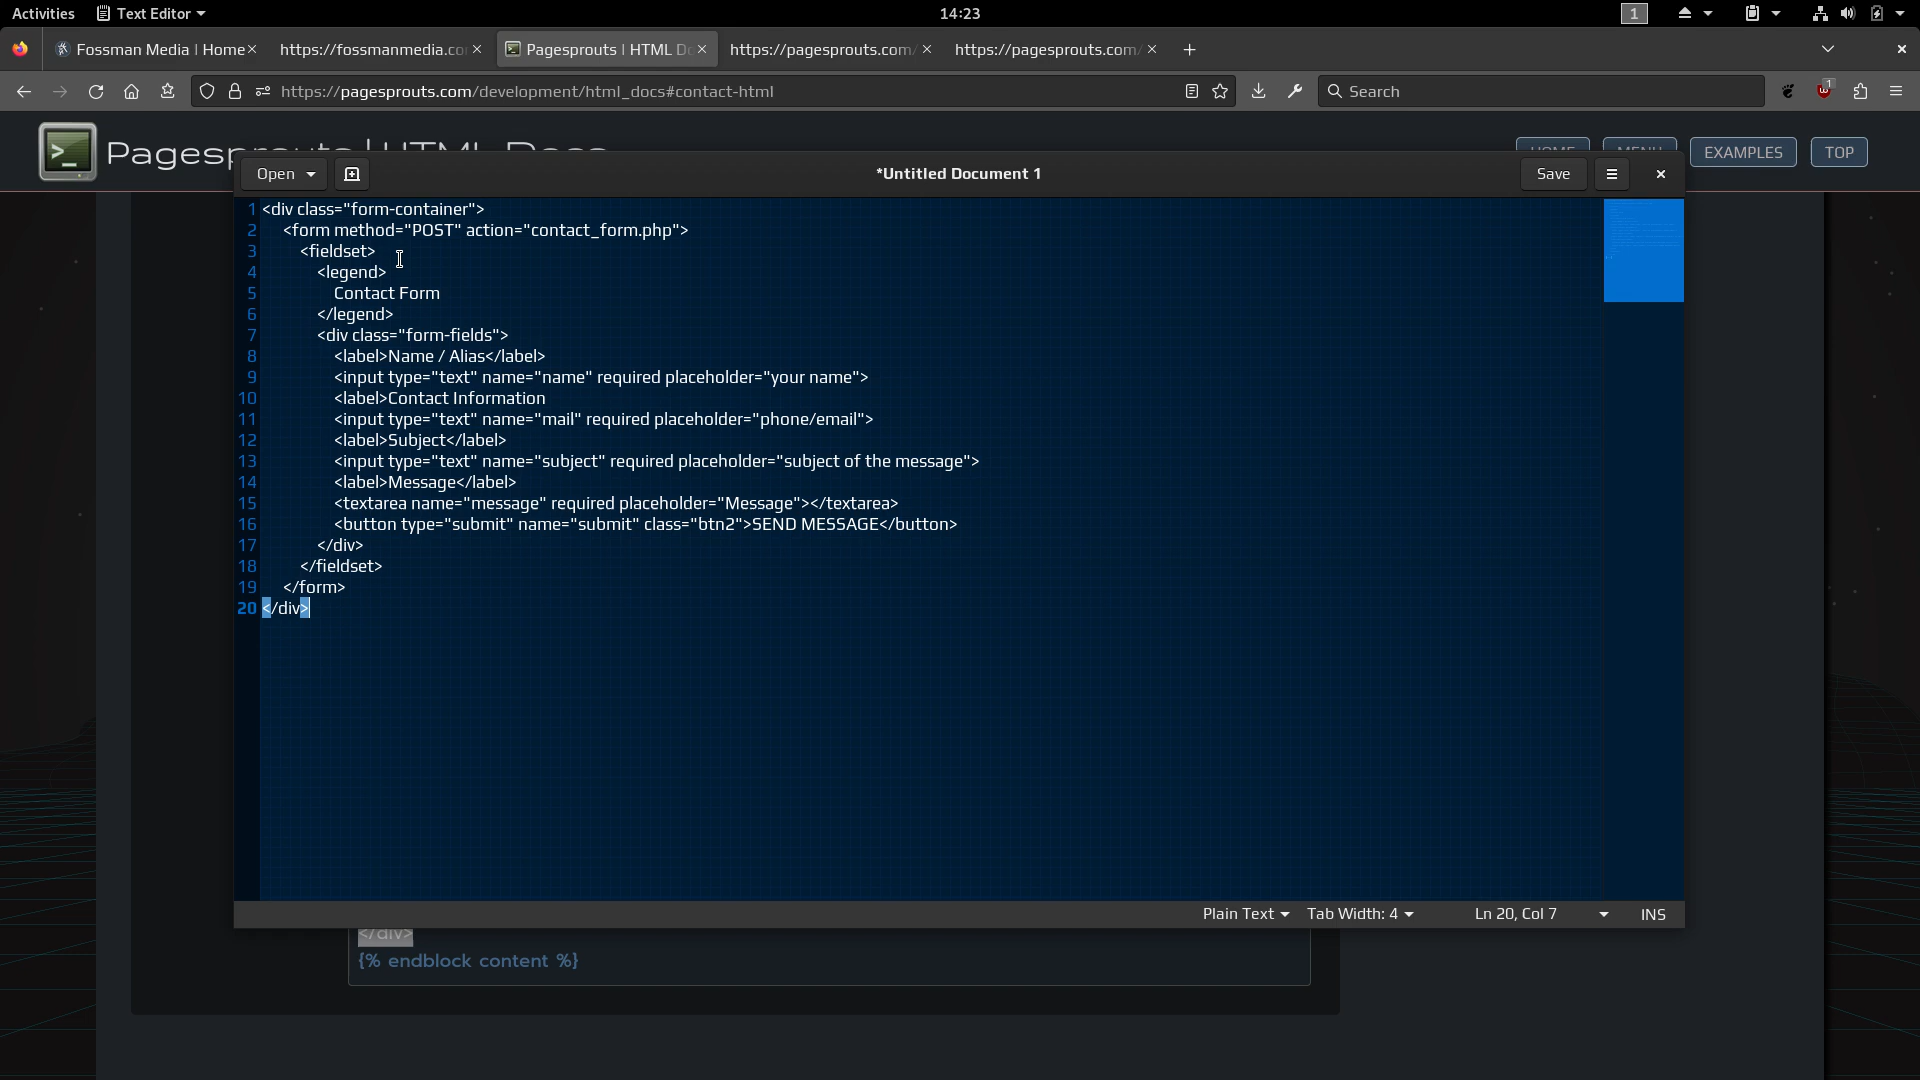 Activities
Text Editor
14:23
1
Fossman Media | Home
https://fossmanmedia.co
Pagesprouts | HTML D
https://pagesprouts.com/
https://pagesprouts.com/
https://pagesprouts.com/development/html_docs#contact-html
Search
1
Pagesprouts | HTML Docs
HOME
MENU
EXAMPLES
TOP
Open
*Untitled Document 1
Save
1 <div class="form-container">
2 <form method="POST" action="contact_form.php">
3 <fieldset>
4 <legend>
5 Contact Form
6 </legend>
7 <div class="form-fields">
8 <label>Name / Alias</label>
9 <input type="text" name="name" required placeholder="your name">
10 <label>Contact Information
11 <input type="text" name="mail" required placeholder="phone/email">
12 <label>Subject</label>
13 <input type="text" name="subject" required placeholder="subject of the message">
14 <label>Message</label>
15 <textarea name="message" required placeholder="Message"></textarea>
16 <button type="submit" name="submit" class="btn2">SEND MESSAGE</button>
17 </div>
18 </fieldset>
19 </form>
20 </div>
Plain Text
Tab Width: 4
Ln 20, Col 7
INS
</div>
{% endblock content %}